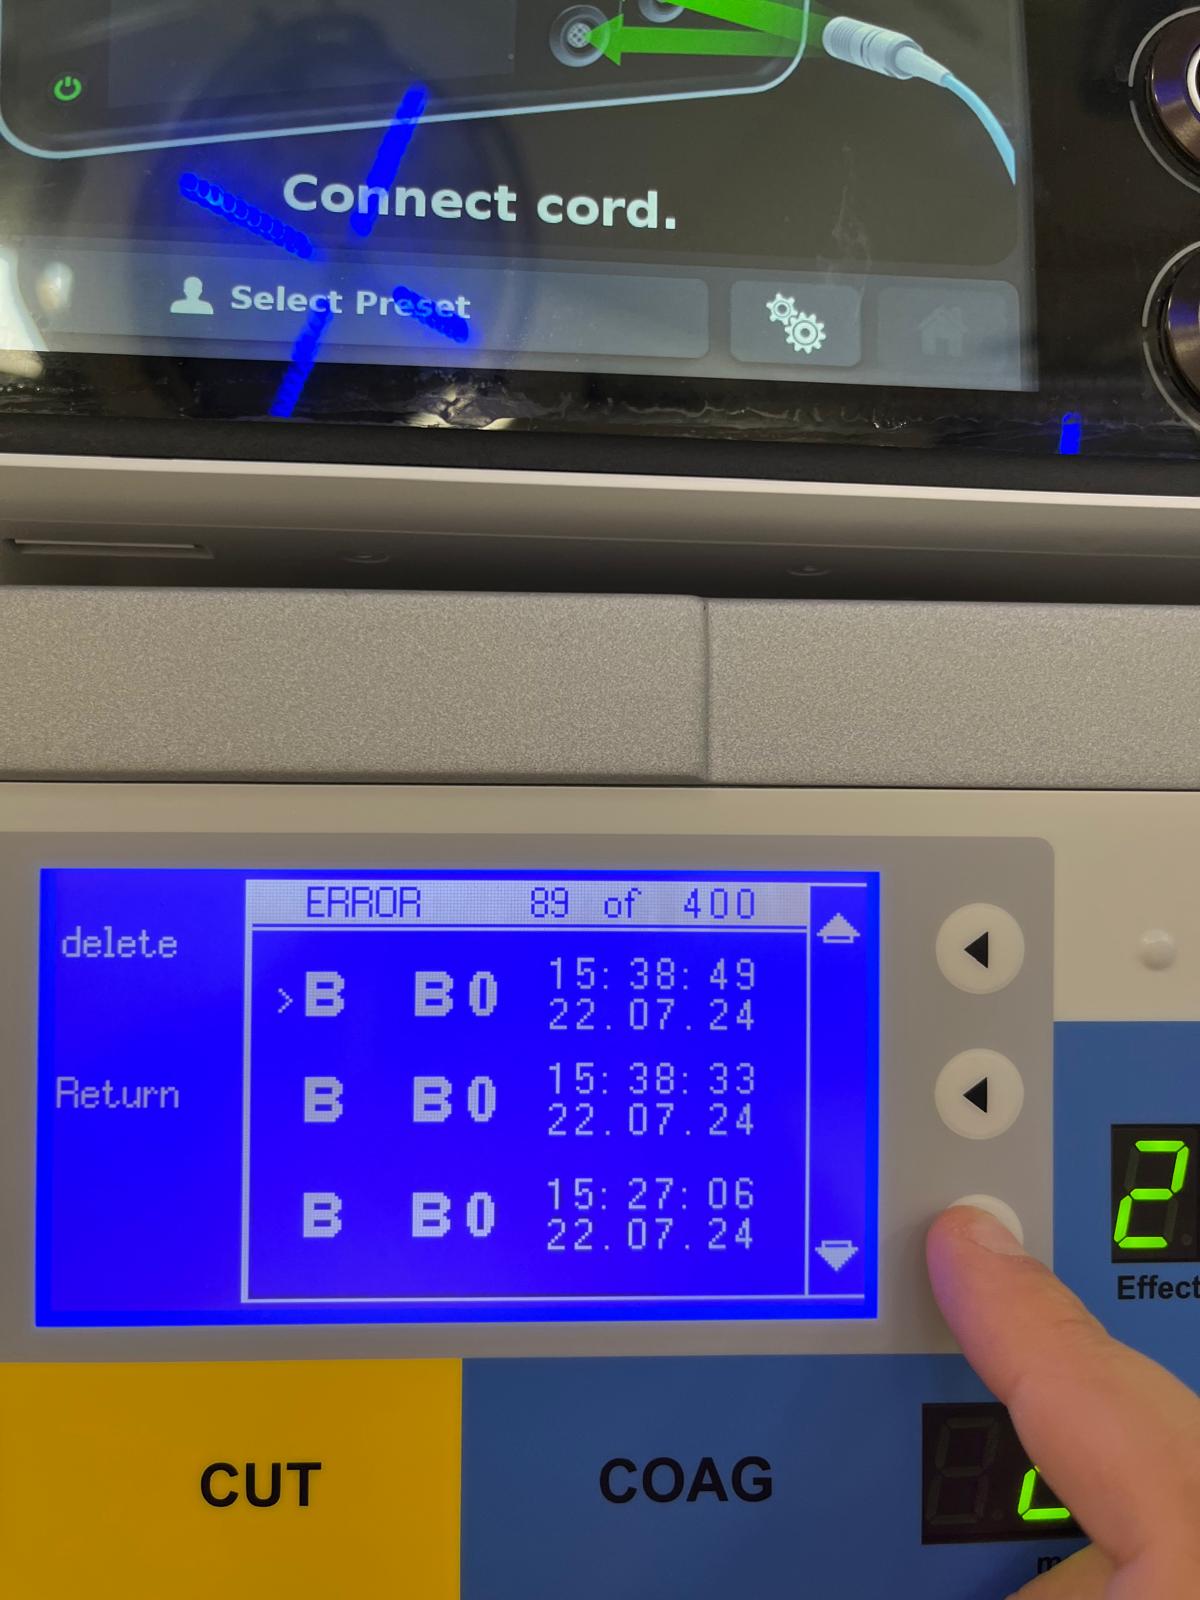 Connect cord.
Select Preset
ERROR 89 of 400
delete
>B B0 15:38:49
22.07.24
Return
B B0 15:38:33
22.07.24
B B0 15:27:06
22.07.24
2
Effect
CUT
COAG